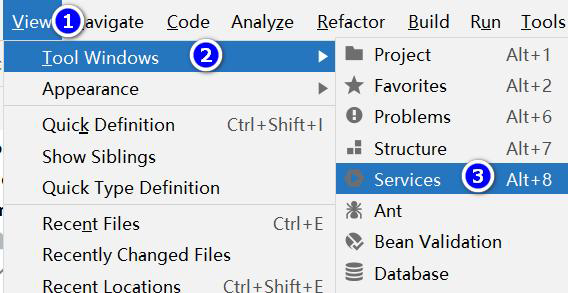 View 1 Navigate Code Analyze Refactor Build Run Tools
Tool Windows 2
Appearance
Quick Definition Ctrl+Shift+I
Show Siblings
Quick Type Definition
Recent Files Ctrl+E
Recently Changed Files
Recent Locations Ctrl+Shift+E
Project Alt+1
Favorites Alt+2
Problems Alt+6
Structure Alt+7
Services 3 Alt+8
Ant
Bean Validation
Database